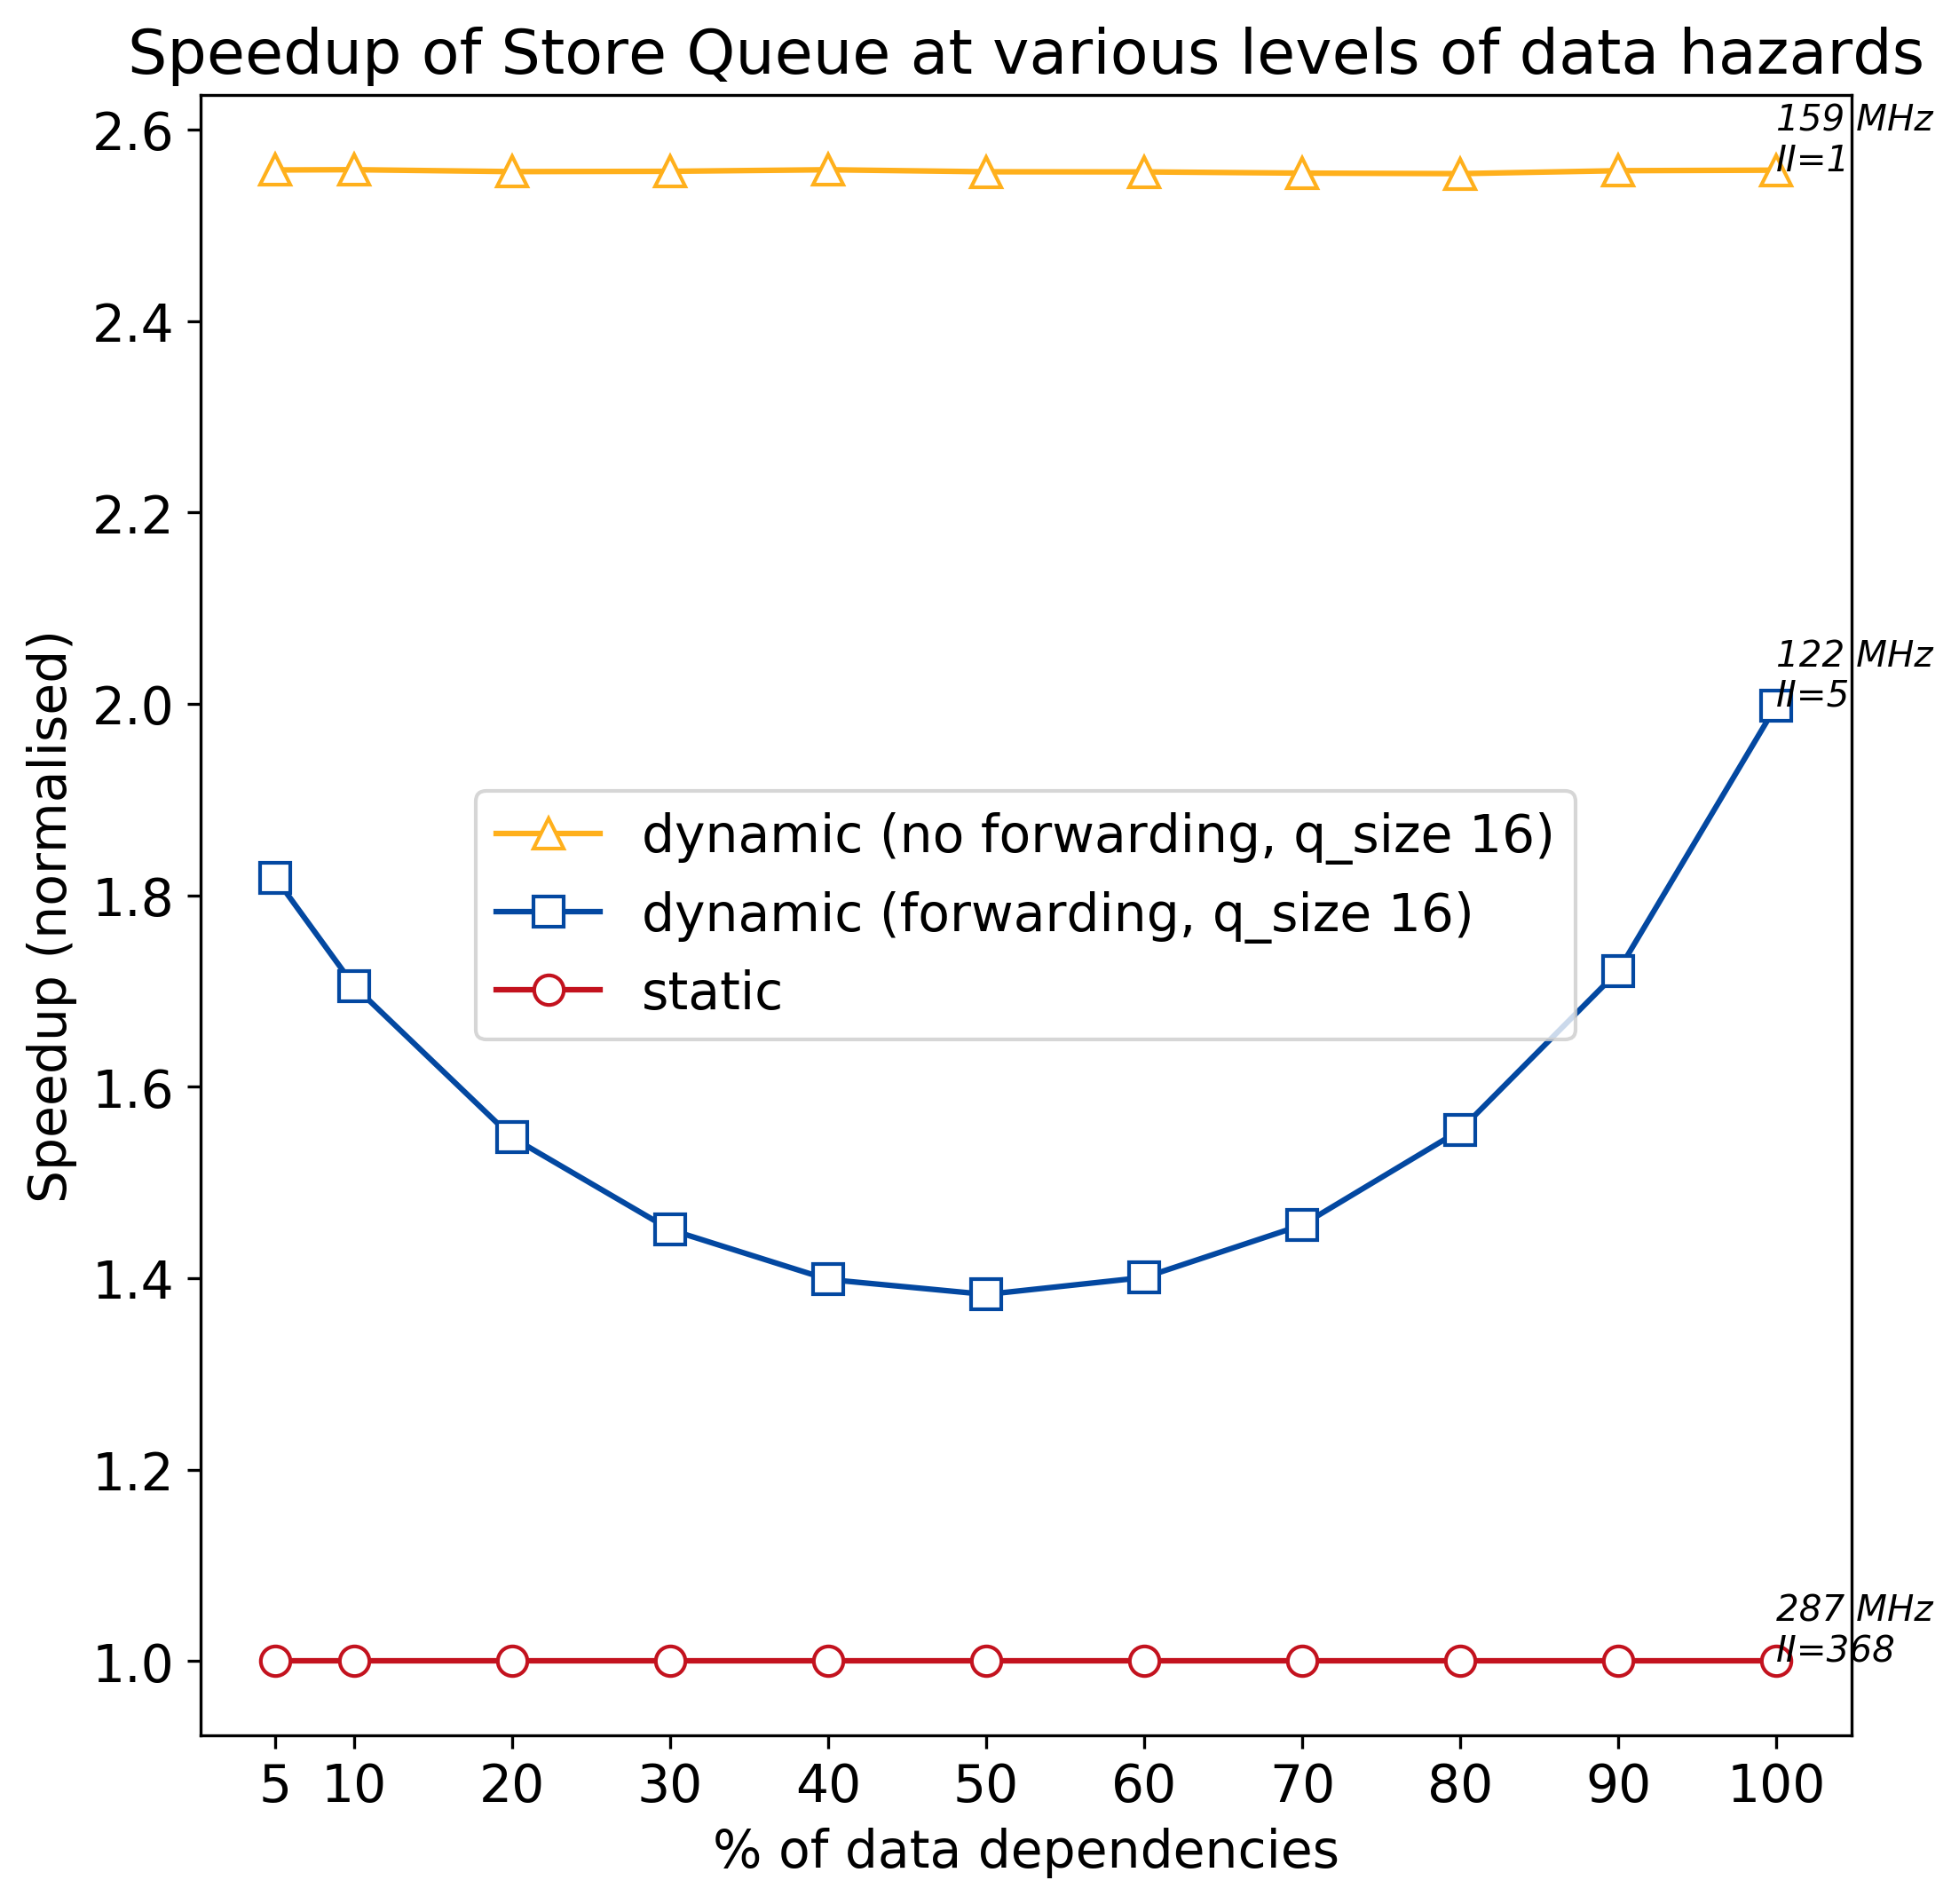 Speedup of Store Queue at various levels of data hazards
Speedup (normalised)
2.6
2.4
2.2
2.0
1.8
1.6
1.4
1.2
1.0
159 MHz
II=1
122 MHz
II=5
dynamic (no forwarding, q_size 16)
dynamic (forwarding, q_size 16)
static
287 MHz
II=368
5 10 20 30 40 50 60 70 80 90 100
% of data dependencies